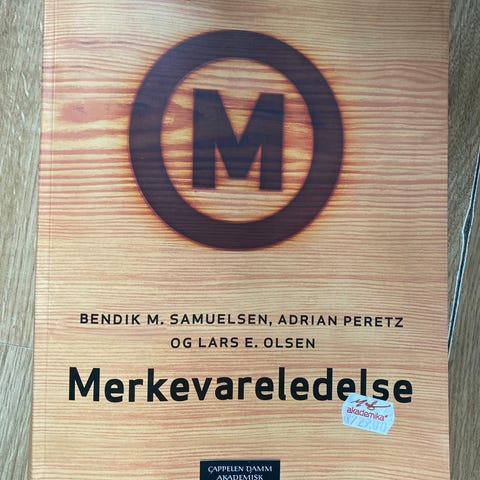 M
BENDIK M. SAMUELSEN, ADRIAN PERETZ
OG LARS E. OLSEN
Merkevareledelse
akademika
CAPPELEN DAMM
AKADEMISK